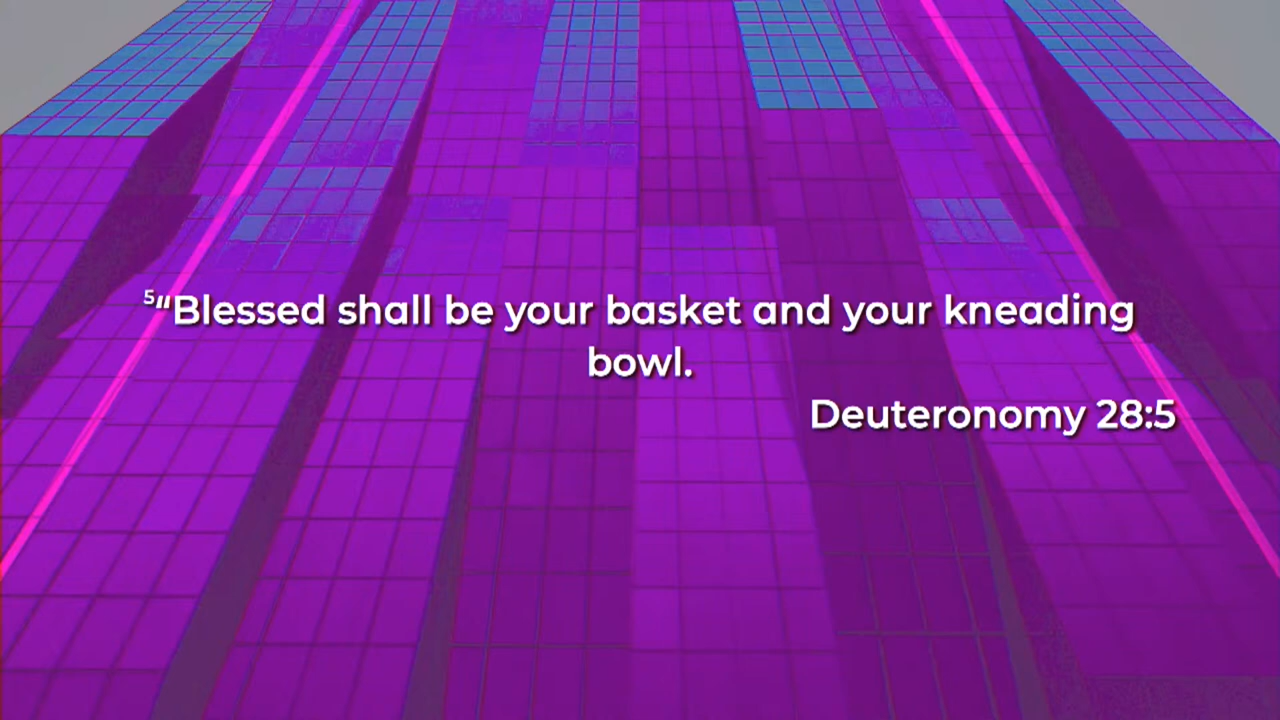 ⁵“Blessed shall be your basket and your kneading
bowl.
Deuteronomy 28:5